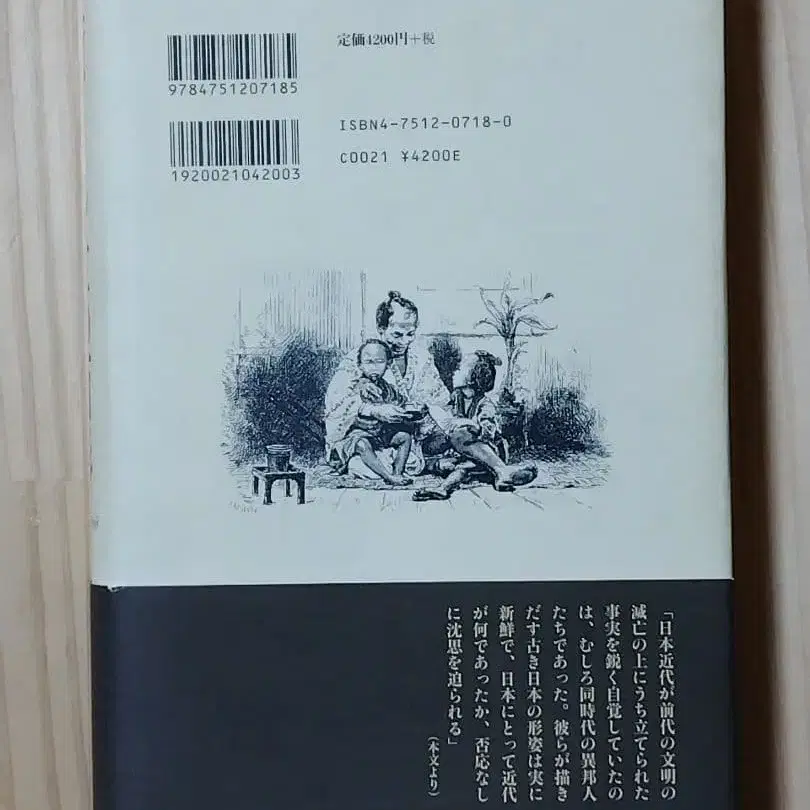 定価4200円+税
9784751207185
ISBN4-7512-0718-0
1920021042003
C0021 ¥4200E
「日本近代が前代の文明の
滅亡の上にうち立てられた
事実を鋭く自覚していたの
は、むしろ同時代の異邦人
たちであった。彼らが描き
だす古き日本の形姿は実に
新鮮で、日本にとって近代
が何であったか、否応なし
に沈思を迫られる」
(本文より)